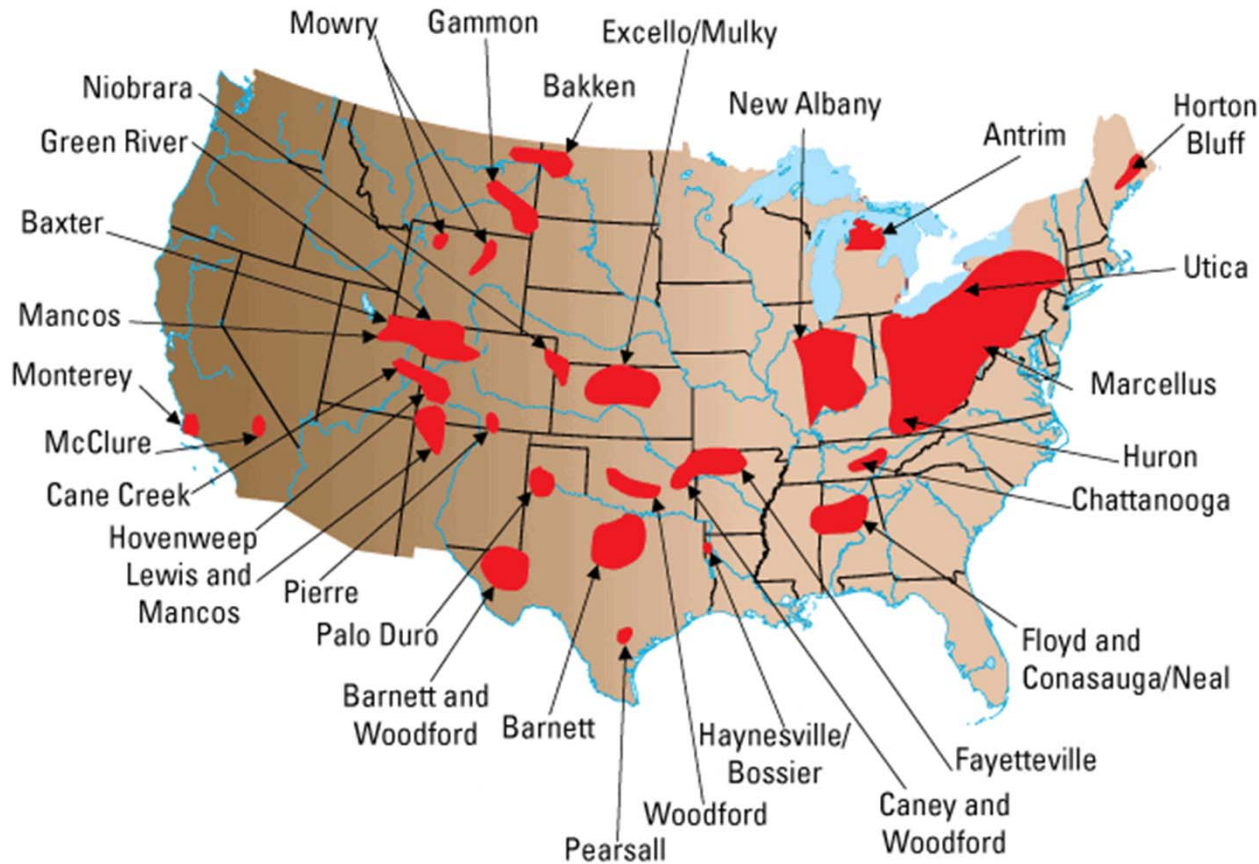 Mowry
Gammon
Excello/Mulky
Niobrara
Bakken
New Albany
Horton
Bluff
Green River
Antrim
Baxter
Utica
Mancos
Monterey
Marcellus
McClure
Huron
Cane Creek
Chattanooga
Hovenweep
Lewis and
Mancos
Pierre
Palo Duro
Floyd and
Conasauga/Neal
Barnett and
Woodford
Barnett
Haynesville/
Bossier
Fayetteville
Woodford
Caney and
Woodford
Pearsall